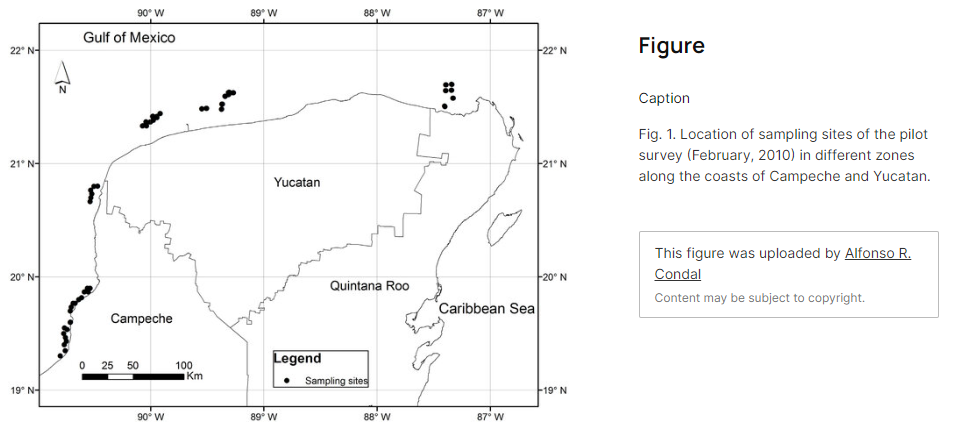 90° W
89° W
88° W
87° W
Gulf of Mexico
22° N
22° N
N
21° N
21° N
Yucatan
20° N
20° N
Quintana Roo
Caribbean Sea
Campeche
Legend
Sampling sites
0 25 50 100
Km
19° N
19° N
90° W
89° W
88° W
87° W
Figure
Caption
Fig. 1. Location of sampling sites of the pilot
survey (February, 2010) in different zones
along the coasts of Campeche and Yucatan.
This figure was uploaded by Alfonso R.
Condal
Content may be subject to copyright.